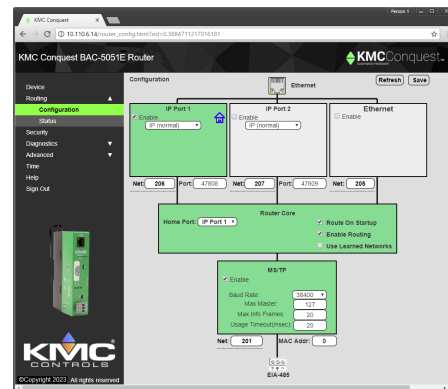 KMC Conquest
Person 1
110.6.14/router_config.html?sid=0.3884711217016181
KMC Conquest BAC-5051E Router
KMCConquest™
Device
Routing
Configuration
Status
Security
Diagnostics
Advanced
Time
Help
Sign Out
KMC
CONTROLS
©Copyright 2023 All rights reserved
Configuration
Ethernet
Refresh
Save
IP Port 1
Enable
IP (normal)
IP Port 2
Enable
IP (normal)
Ethernet
Enable
Net: 206 Port: 47808
Net: 207 Port: 47809
Net: 205
Router Core
Home Port: IP Port 1
Route On Startup
Enable Routing
Use Learned Networks
MS/TP
Enable
Baud Rate: 38400
Max Master: 127
Max Info Frames: 20
Usage Timeout(msec): 20
Net: 201 MAC Addr: 0
EIA-485